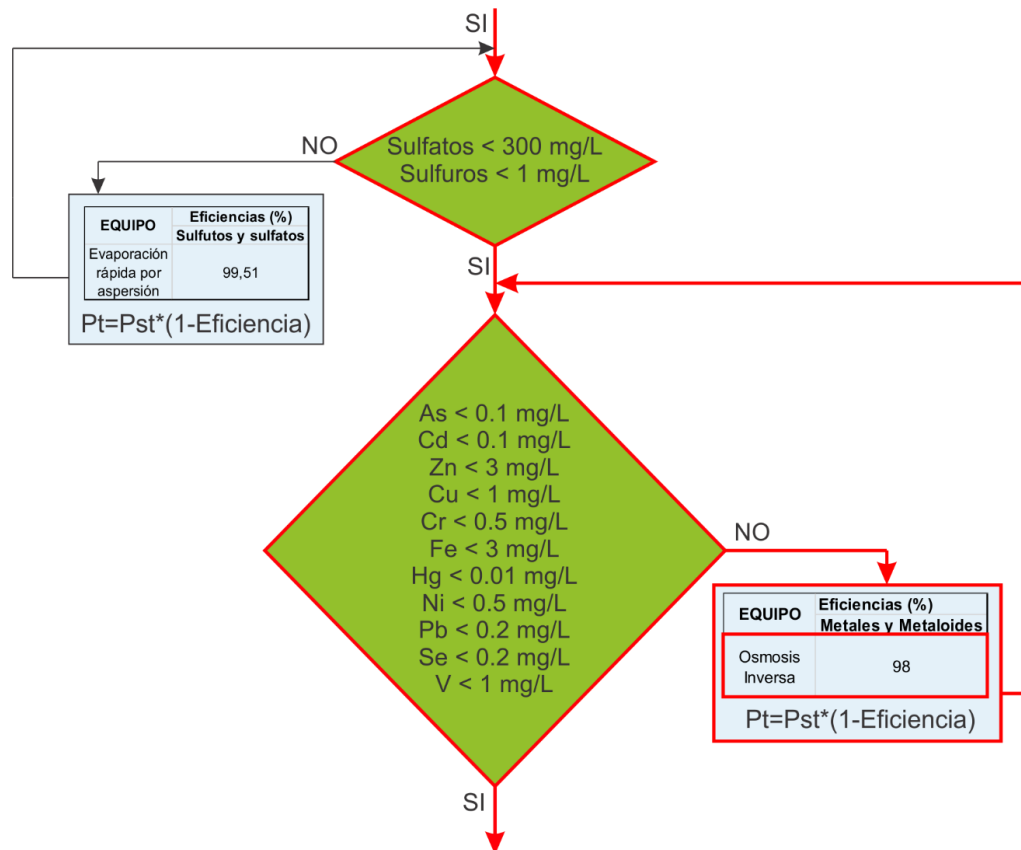 SI
Sulfatos < 300 mg/L
Sulfuros < 1 mg/L
NO
EQUIPO
Eficiencias (%)
Sulfutos y sulfatos
Evaporación
rápida por
aspersión
99,51
Pt=Pst*(1-Eficiencia)
SI
As < 0.1 mg/L
Cd < 0.1 mg/L
Zn < 3 mg/L
Cu < 1 mg/L
Cr < 0.5 mg/L
Fe < 3 mg/L
Hg < 0.01 mg/L
Ni < 0.5 mg/L
Pb < 0.2 mg/L
Se < 0.2 mg/L
V < 1 mg/L
NO
EQUIPO
Eficiencias (%)
Metales y Metaloides
Osmosis
Inversa
98
Pt=Pst*(1-Eficiencia)
SI